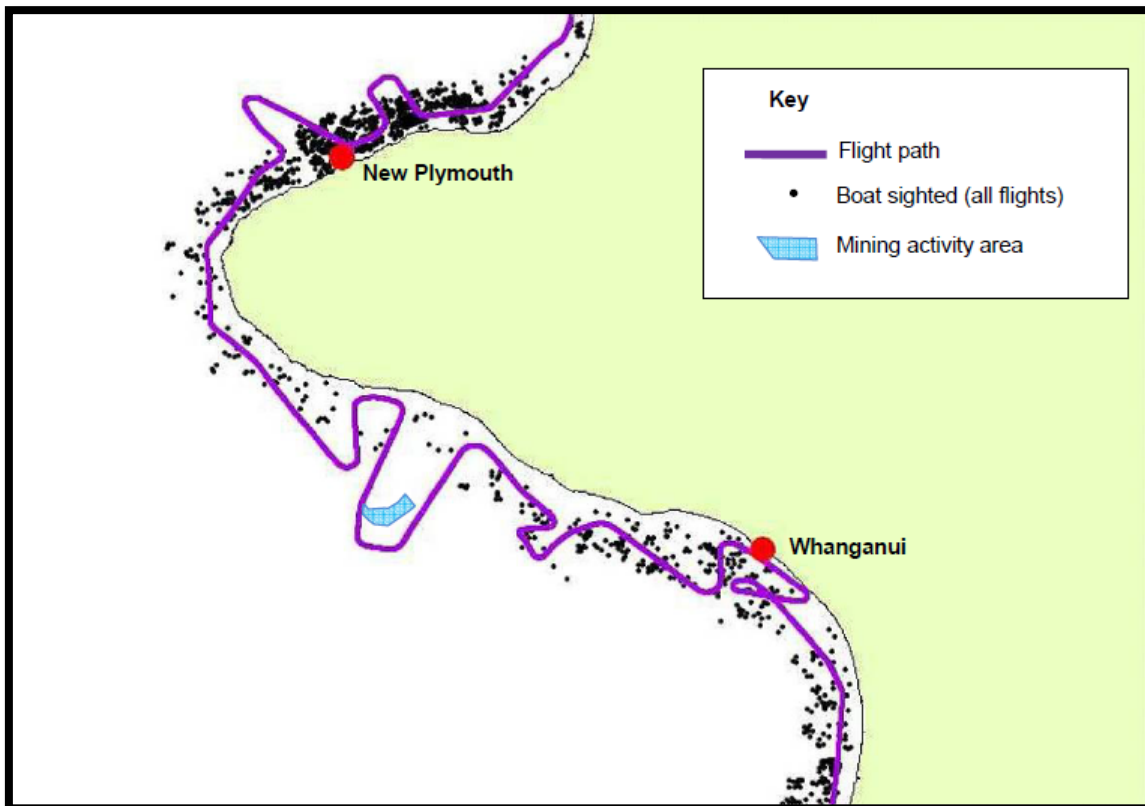 Key
Flight path
New Plymouth
Boat sighted (all flights)
Mining activity area
Whanganui